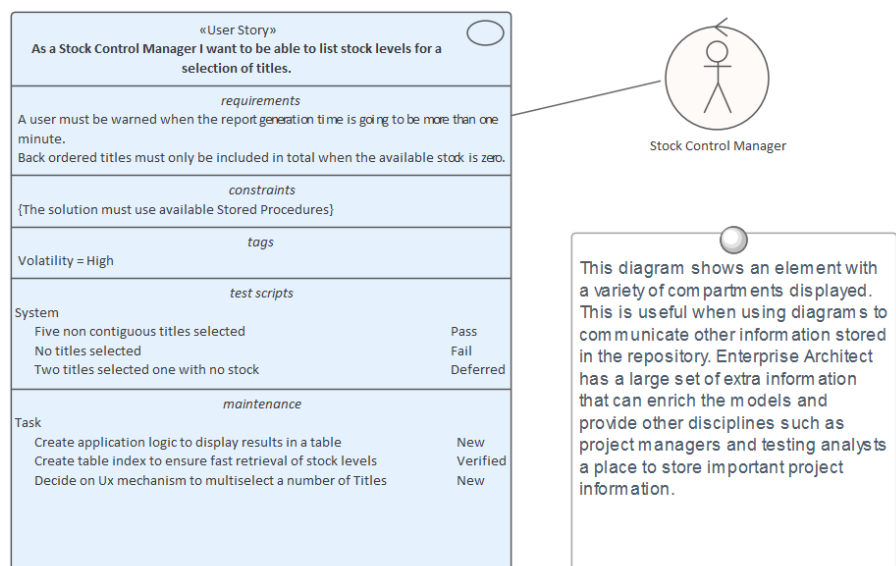 «User Story»
As a Stock Control Manager I want to be able to list stock levels for a
selection of titles.
requirements
A user must be warned when the report generation time is going to be more than one
minute.
Back ordered titles must only be included in total when the available stock is zero.
constraints
{The solution must use available Stored Procedures}
tags
Volatility = High
test scripts
System
Five non contiguous titles selected Pass
No titles selected Fail
Two titles selected one with no stock Deferred
maintenance
Task
Create application logic to display results in a table New
Create table index to ensure fast retrieval of stock levels Verified
Decide on Ux mechanism to multiselect a number of Titles New
Stock Control Manager
This diagram shows an element with
a variety of compartments displayed.
This is useful when using diagrams to
communicate other information stored
in the repository. Enterprise Architect
has a large set of extra information
that can enrich the models and
provide other disciplines such as
project managers and testing analysts
a place to store important project
information.